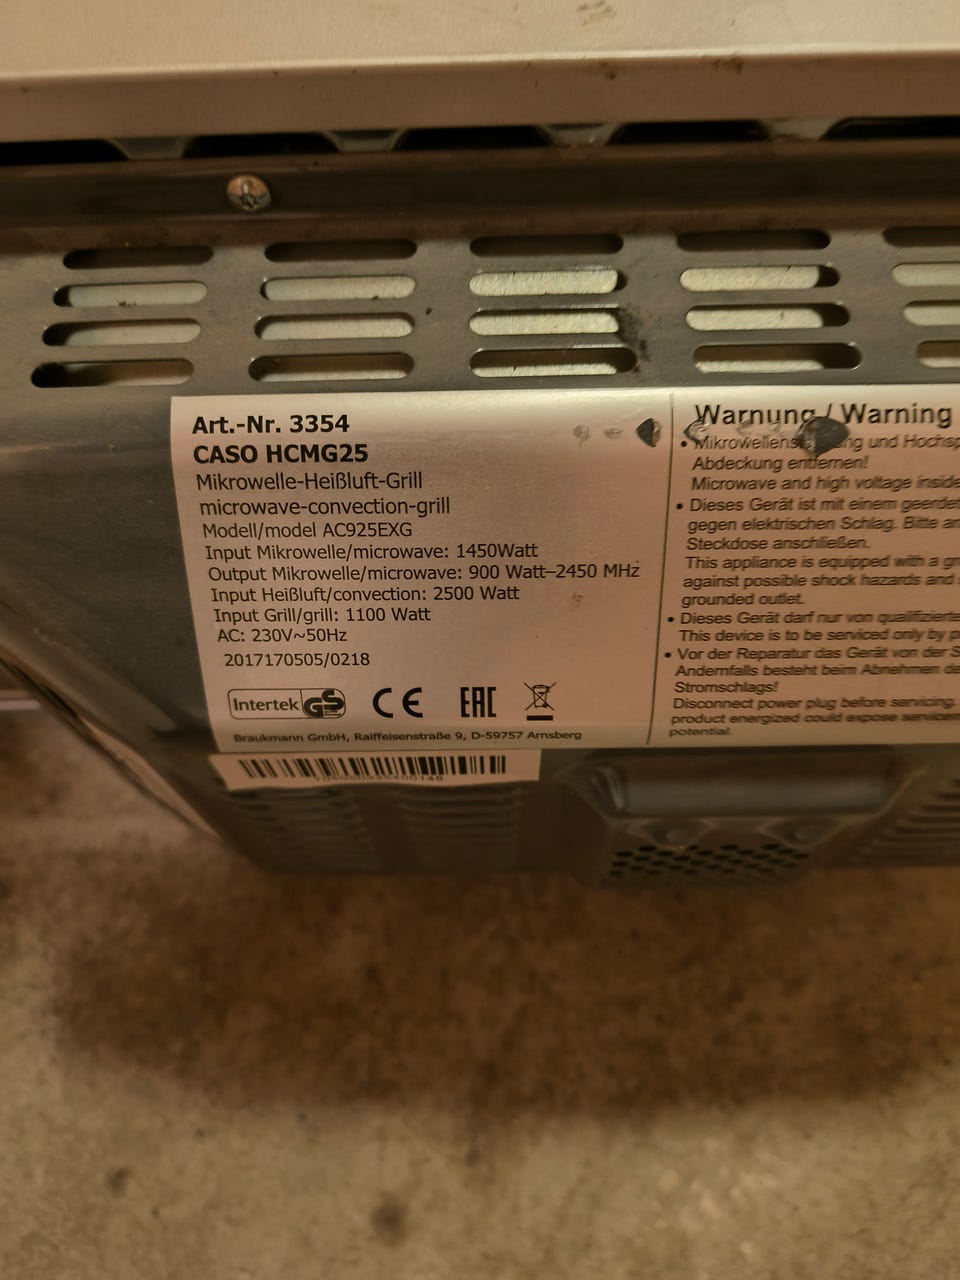 Art.-Nr. 3354
CASO HCMG25
Mikrowelle-Heißluft-Grill
microwave-convection-grill
Modell/model AC925EXG
Input Mikrowelle/microwave: 1450Watt
Output Mikrowelle/microwave: 900 Watt–2450 MHz
Input Heißluft/convection: 2500 Watt
Input Grill/grill: 1100 Watt
AC: 230V~50Hz
2017170505/0218
Intertek GS CE EAC
Braukmann GmbH, Raiffeisenstraße 9, D-59757 Arnsberg
Warnung / Warning
• und
Abdeckung entfernen!
Microwave and high voltage inside
• Dieses Gerät ist mit einem
gegen elektrischen Schlag. Bitte
Steckdose anschließen.
This appliance is equipped with a
against possible shock hazards and
grounded outlet.
• Dieses Gerät darf nur von
This device is to be serviced only by
• Vor der Reparatur das Gerät von der
Andernfalls besteht beim Abnehmen
Stromschlags!
Disconnect power plug before servicing.
product energized could expose
potential.